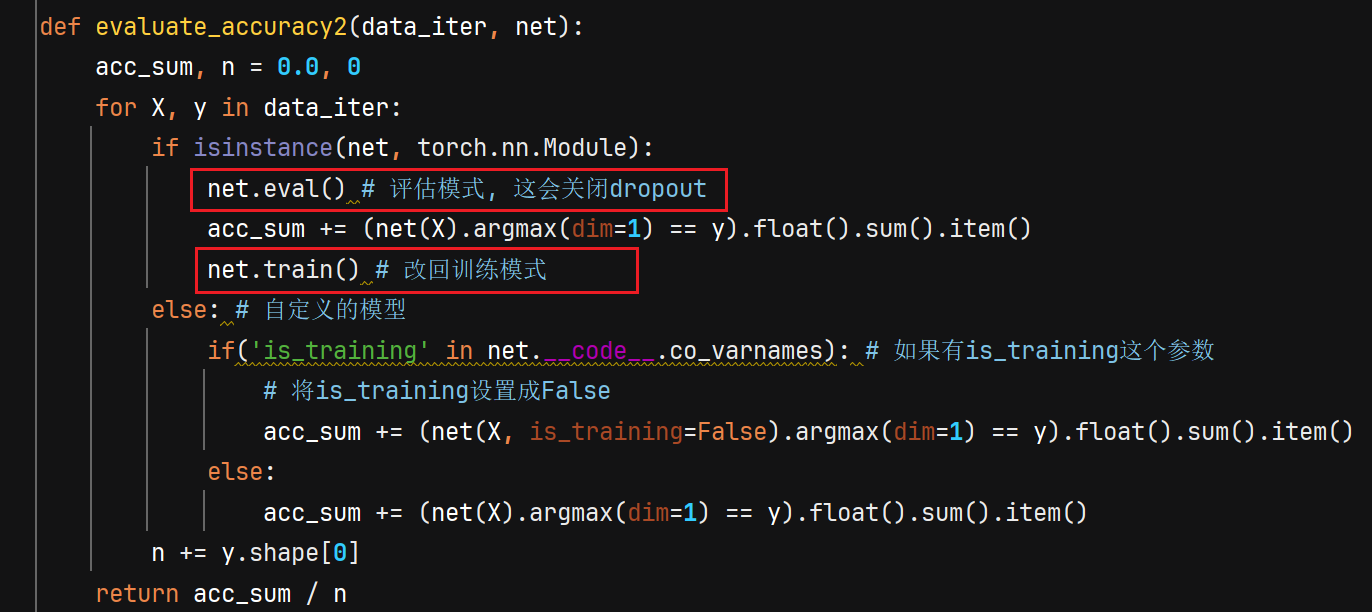 def evaluate_accuracy2(data_iter, net):
    acc_sum, n = 0.0, 0
    for X, y in data_iter:
        if isinstance(net, torch.nn.Module):
            net.eval() # 评估模式, 这会关闭dropout
            acc_sum += (net(X).argmax(dim=1) == y).float().sum().item()
            net.train() # 改回训练模式
        else: # 自定义的模型
            if('is_training' in net.__code__.co_varnames): # 如果有is_training这个参数
                # 将is_training设置成False
                acc_sum += (net(X, is_training=False).argmax(dim=1) == y).float().sum().item()
            else:
                acc_sum += (net(X).argmax(dim=1) == y).float().sum().item()
        n += y.shape[0]
    return acc_sum / n